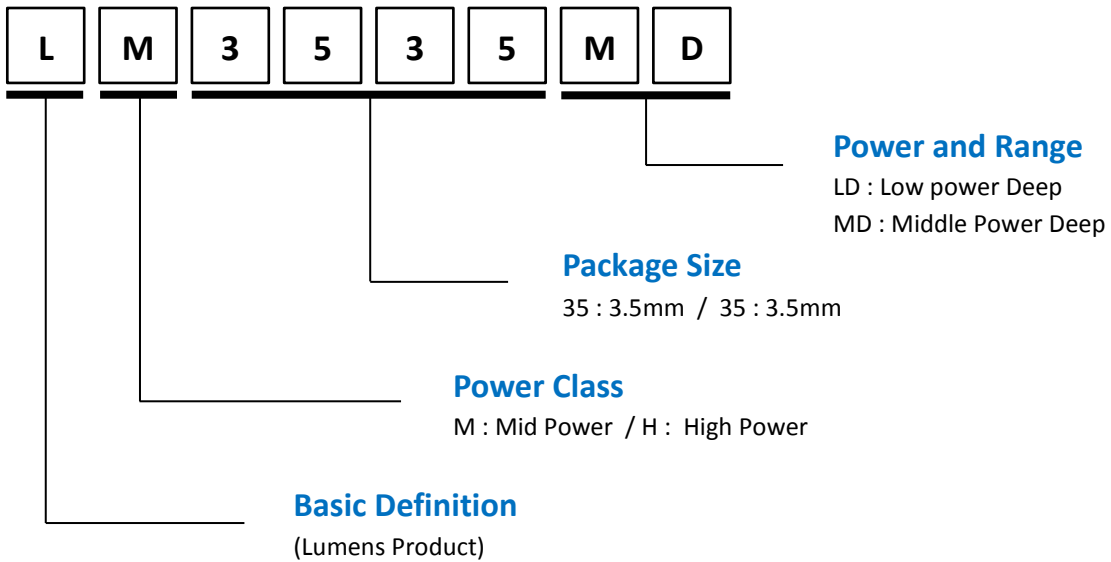 L M 3 5 3 5 M D
Power and Range
LD : Low power Deep
MD : Middle Power Deep
Package Size
35 : 3.5mm / 35 : 3.5mm
Power Class
M : Mid Power / H : High Power
Basic Definition
(Lumens Product)